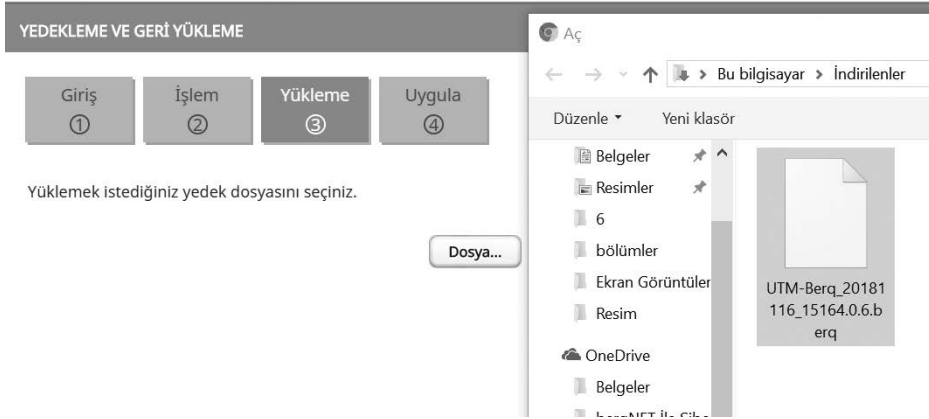 YEDEKLEME VE GERİ YÜKLEME
Giriş
1
İşlem
2
Yükleme
3
Uygula
4
Yüklemek istediğiniz yedek dosyasını seçiniz.
Dosya...
Aç
Bu bilgisayar > İndirilenler
Düzenle
Yeni klasör
Belgeler
Resimler
6
bölümler
Ekran Görüntüler
Resim
OneDrive
Belgeler
UTM-Berq_20181
116_15164.0.6.b
erq